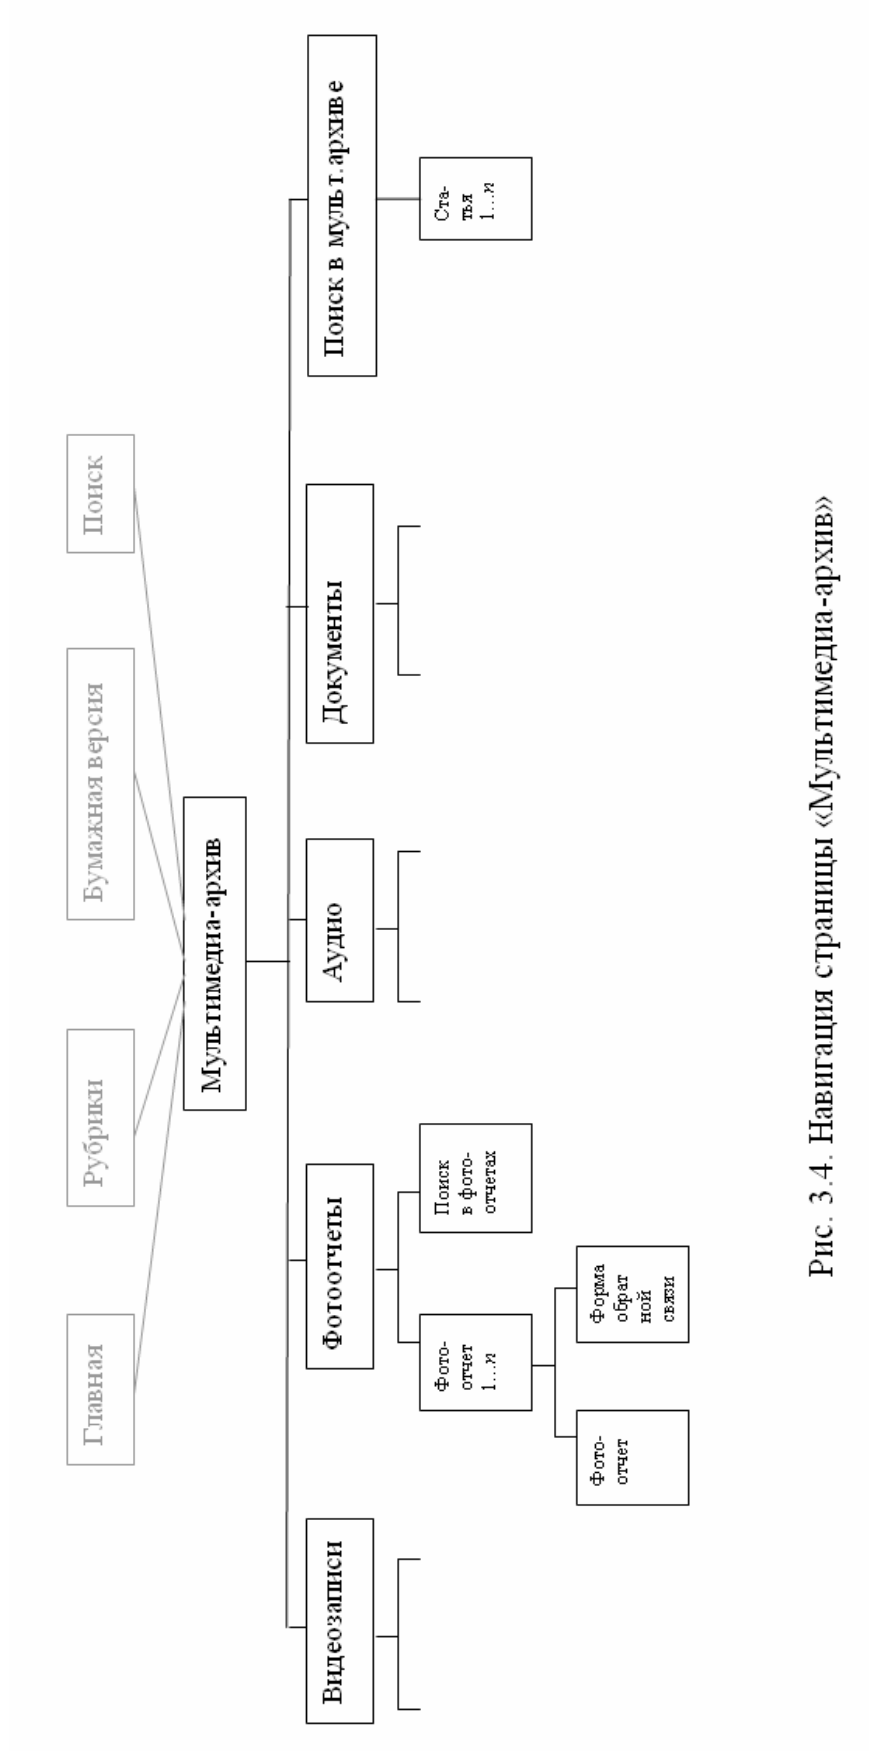 Главная
Рубрики
Бумажная версия
Поиск
Мультимедиа-архив
Видеозаписи
Фотоотчеты
Аудио
Документы
Поиск в мульт.архиве
Фото-
отчет
1...n
Поиск
в фото-
отчетах
Ста-
тья
1...n
Фото-
отчет
Форма
обрат
ной
связи
Рис. 3.4. Навигация страницы «Мультимедиа-архив»